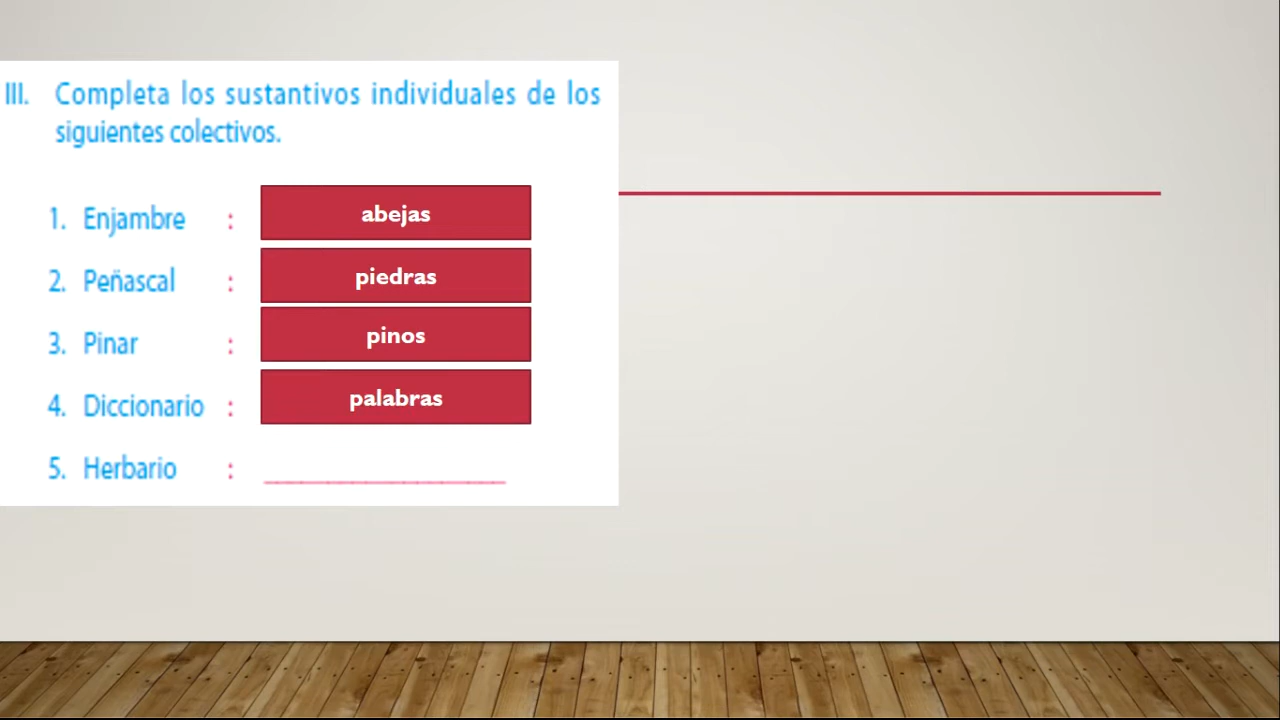 III. Completa los sustantivos individuales de los
siguientes colectivos.
1. Enjambre : abejas
2. Peñascal : piedras
3. Pinar : pinos
4. Diccionario : palabras
5. Herbario :